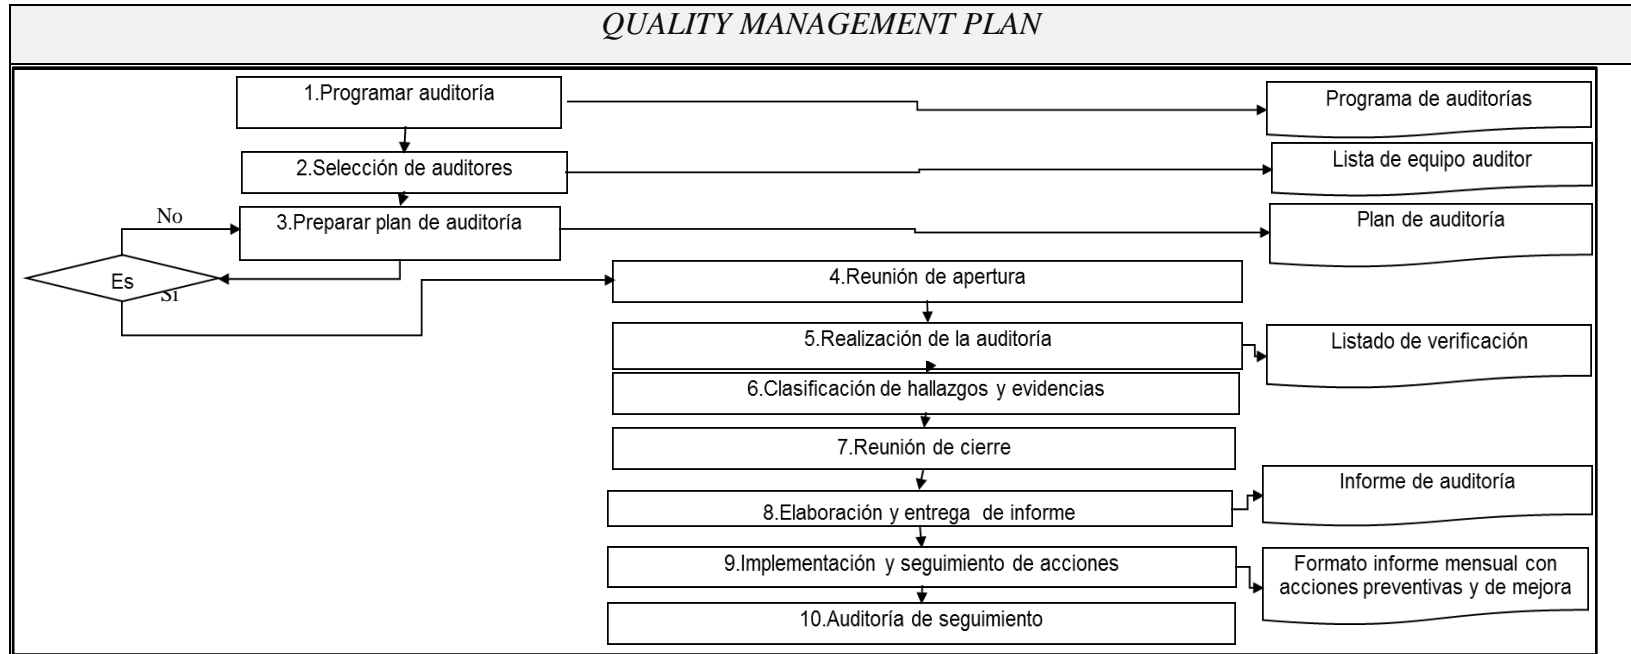 QUALITY MANAGEMENT PLAN
1.Programar auditoría
Programa de auditorías
2.Selección de auditores
Lista de equipo auditor
No
3.Preparar plan de auditoría
Plan de auditoría
Es
Si
4.Reunión de apertura
5.Realización de la auditoría
Listado de verificación
6.Clasificación de hallazgos y evidencias
7.Reunión de cierre
Informe de auditoría
8.Elaboración y entrega de informe
9.Implementación y seguimiento de acciones
Formato informe mensual con
acciones preventivas y de mejora
10.Auditoría de seguimiento